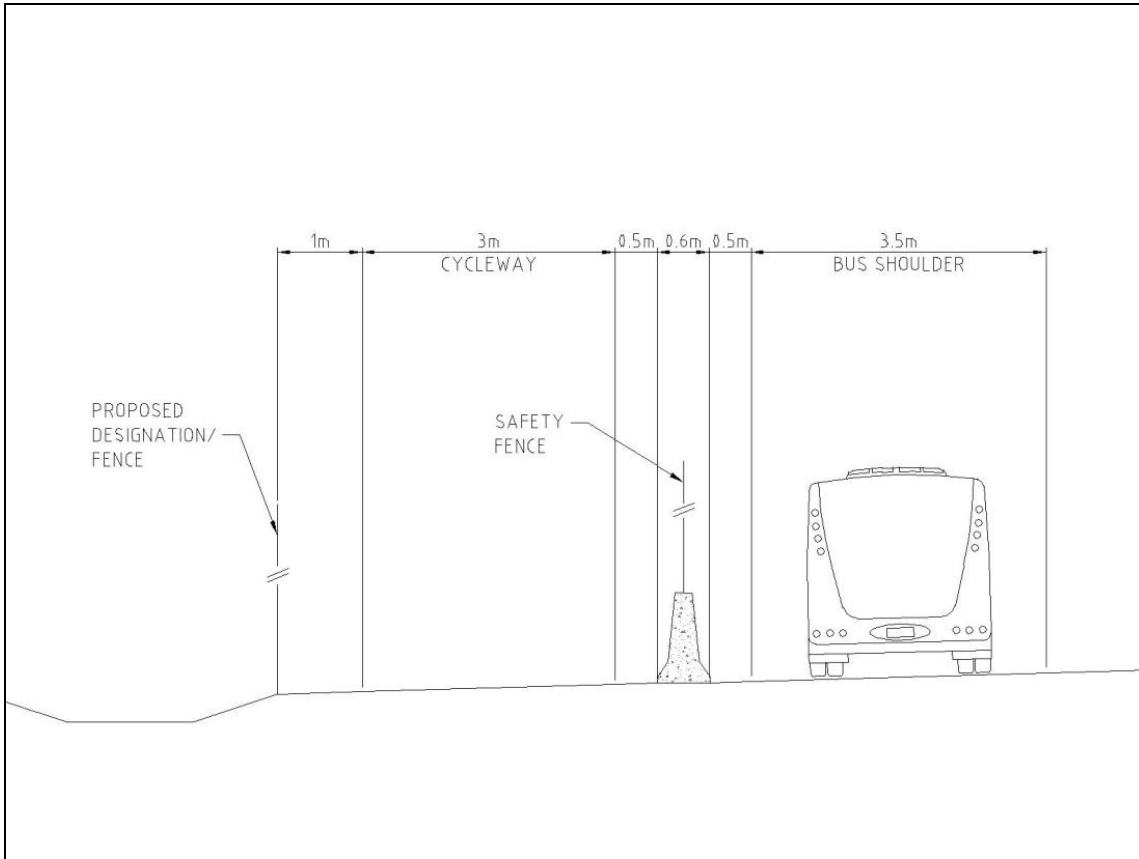 1m 3m 0.5m 0.6m 0.5m 3.5m
CYCLEWAY BUS SHOULDER
PROPOSED
DESIGNATION/
FENCE
SAFETY
FENCE